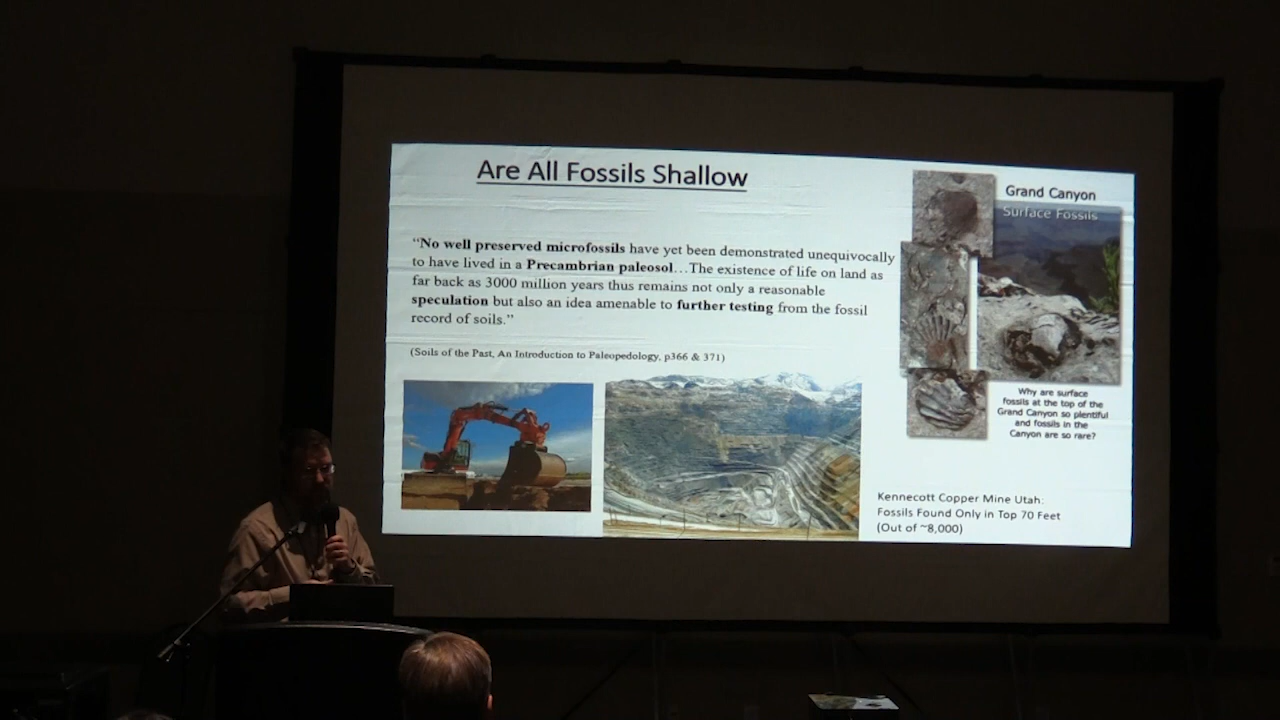 Are All Fossils Shallow
“No well preserved microfossils have yet been demonstrated unequivocally
to have lived in a Precambrian paleosol…The existence of life on land as
far back as 3000 million years thus remains not only a reasonable
speculation but also an idea amenable to further testing from the fossil
record of soils.”
(Soils of the Past, An Introduction to Paleopedology, p366 & 371)
Grand Canyon
Surface Fossils
Why are surface
fossils at the top of the
Grand Canyon so plentiful
and fossils in the
Canyon are so rare?
Kennecott Copper Mine Utah:
Fossils Found Only in Top 70 Feet
(Out of ~8,000)